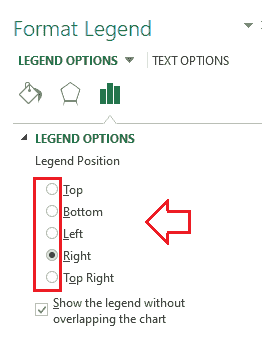 Format Legend
LEGEND OPTIONS TEXT OPTIONS
LEGEND OPTIONS
Legend Position
Top
Bottom
Left
Right
Top Right
Show the legend without
overlapping the chart